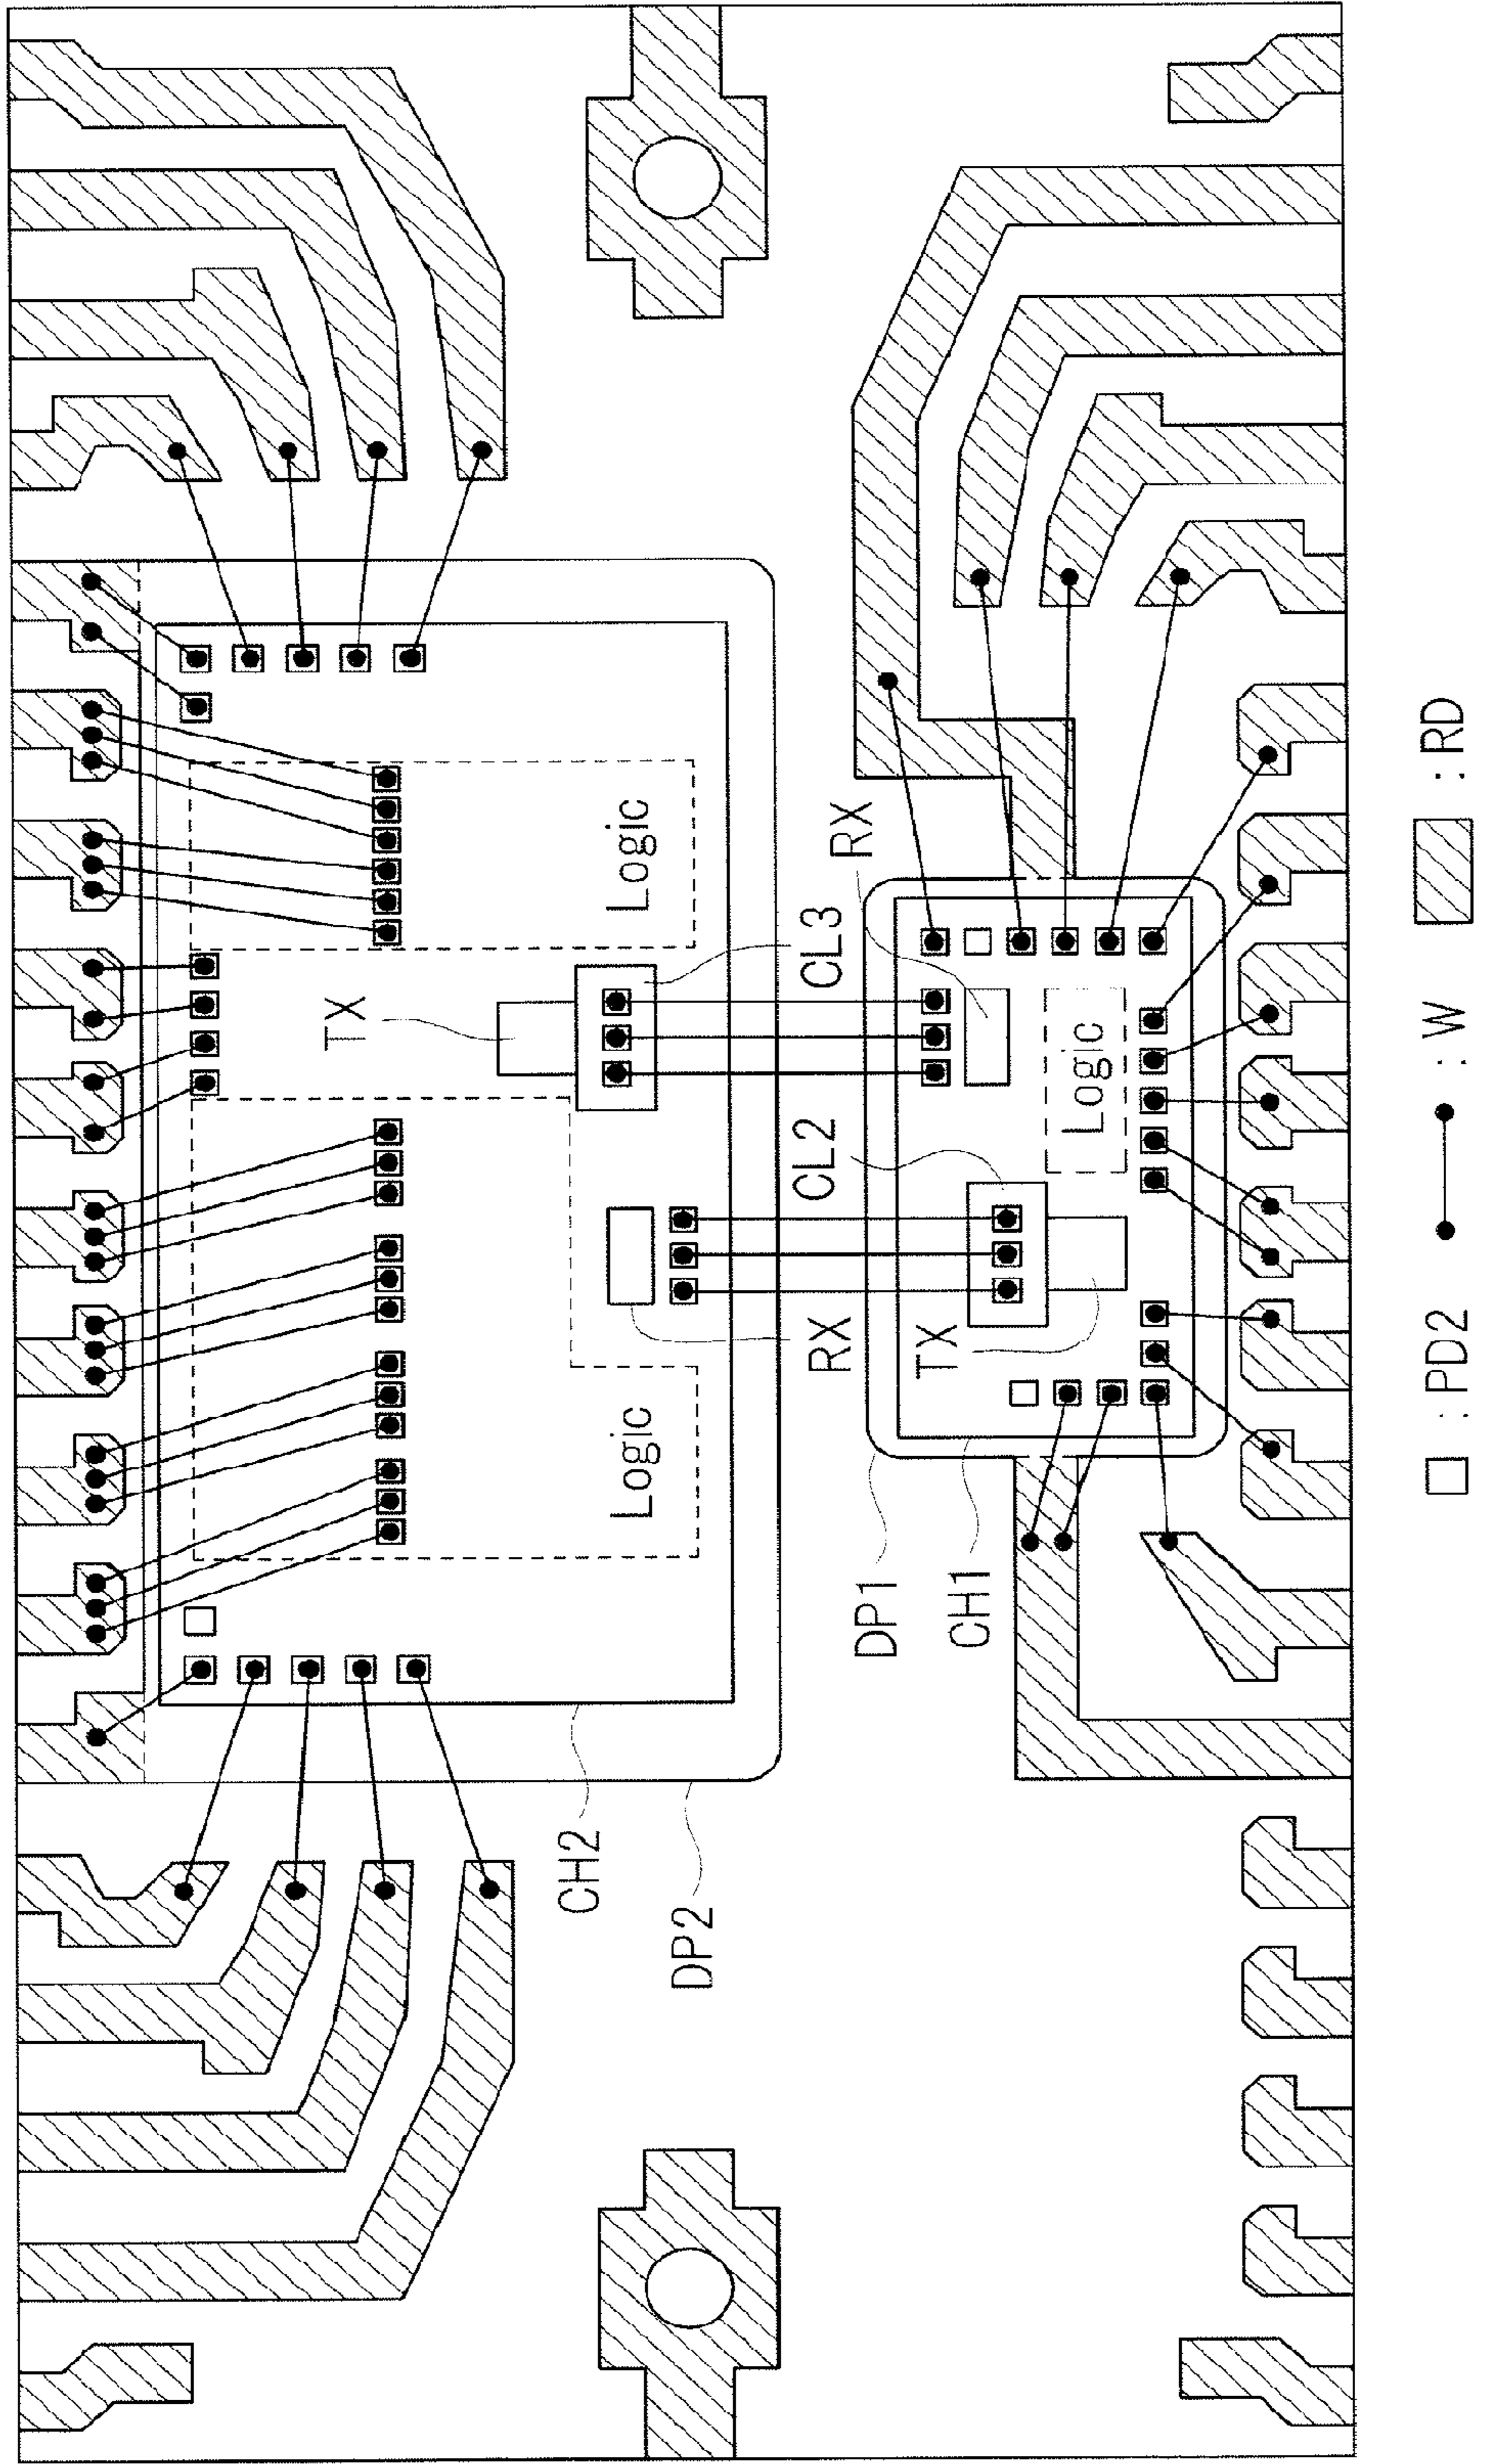 CH2
DP2
Logic
Logic
TX
RX
CL3
CL2
RX
TX
Logic
DP1
CH1
□ : PD2
●—● : W
: RD